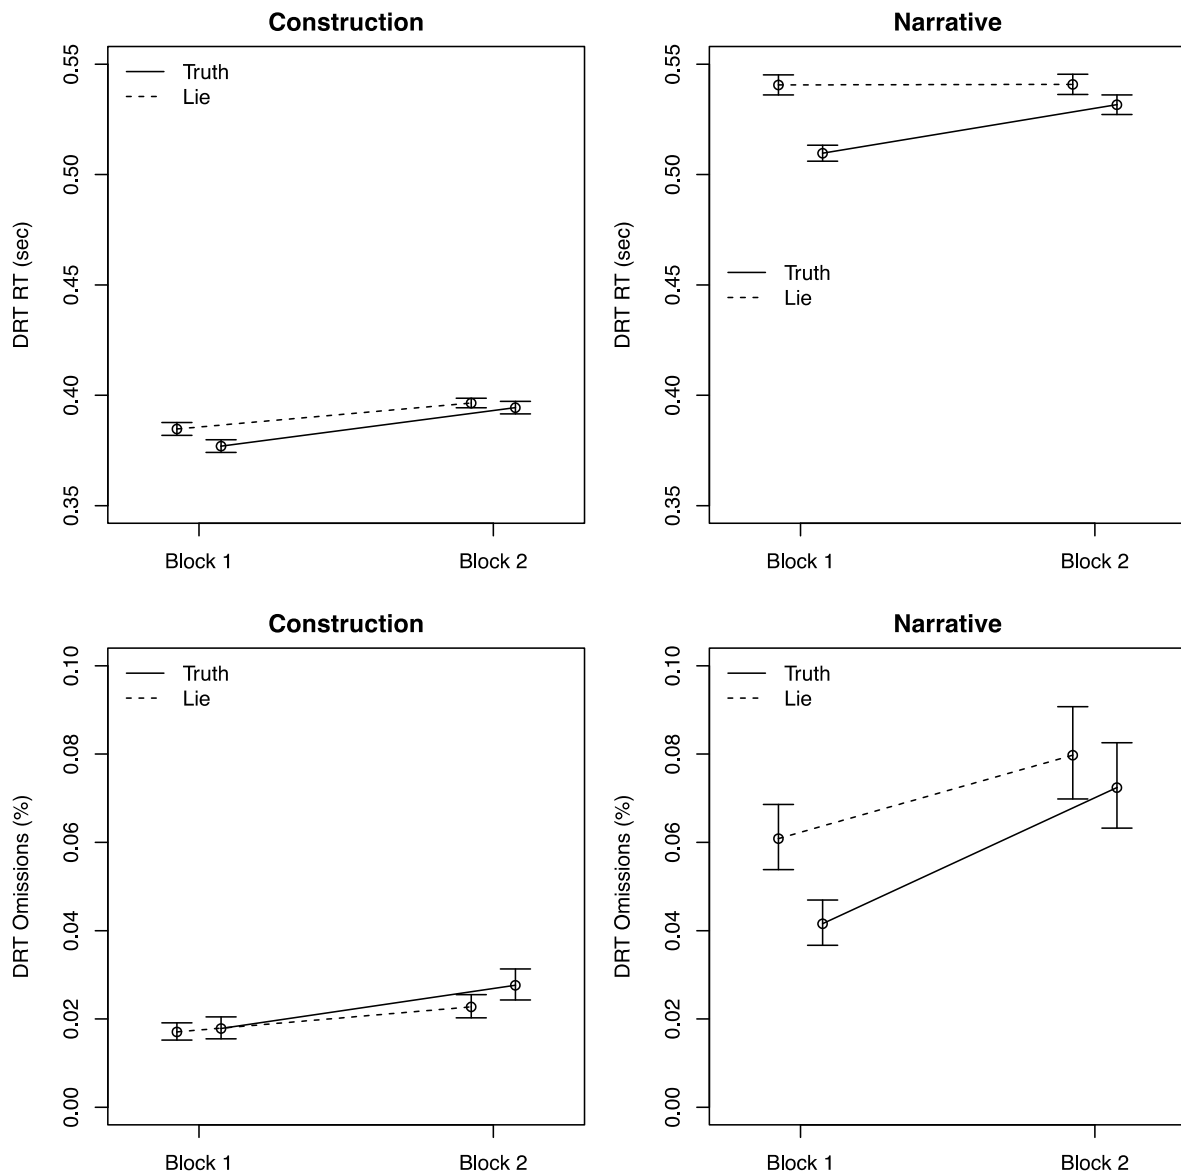 Construction
Truth
Lie
DRT RT (sec)
0.55
0.50
0.45
0.40
0.35
Block 1
Block 2
Narrative
DRT RT (sec)
0.55
0.50
0.45
0.40
0.35
Truth
Lie
Block 1
Block 2
Construction
Truth
Lie
DRT Omissions (%)
0.10
0.08
0.06
0.04
0.02
0.00
Block 1
Block 2
Narrative
Truth
Lie
DRT Omissions (%)
0.10
0.08
0.06
0.04
0.02
0.00
Block 1
Block 2